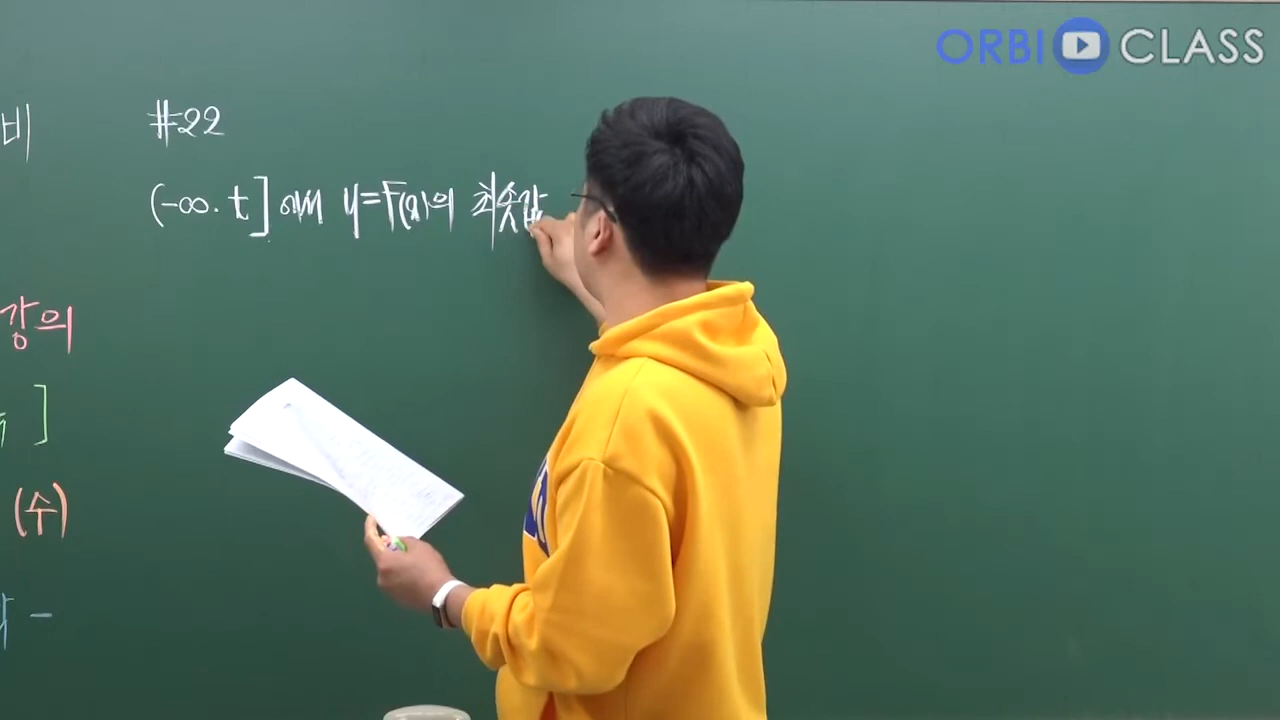 ORBI CLASS
비
#22
(-∞. t] 에서 y=F(x)의 최솟값
강의
]
(수)
-